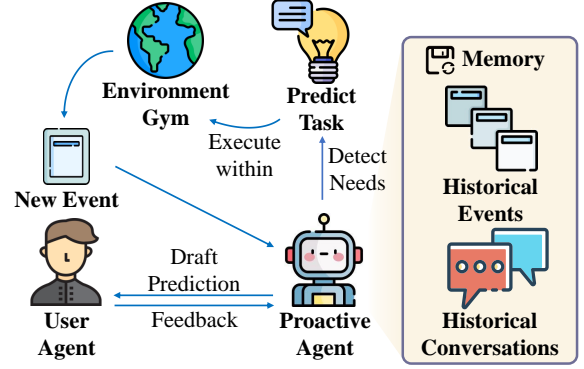 Environment
Gym
Predict
Task
Execute
within
Detect
Needs
New Event
Draft
Prediction
Feedback
User
Agent
Proactive
Agent
Memory
Historical
Events
Historical
Conversations